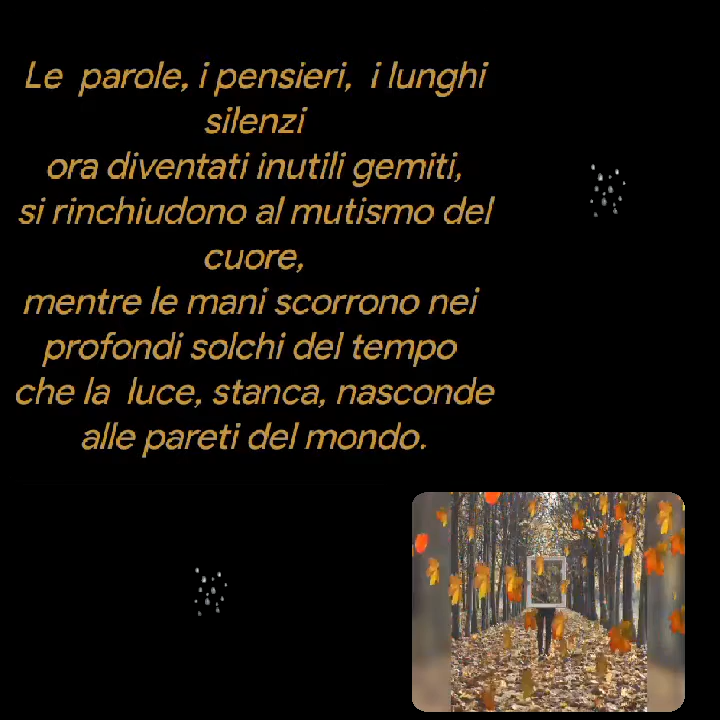 Le parole, i pensieri, i lunghi
silenzi
ora diventati inutili gemiti,
si rinchiudono al mutismo del
cuore,
mentre le mani scorrono nei
profondi solchi del tempo
che la luce, stanca, nasconde
alle pareti del mondo.